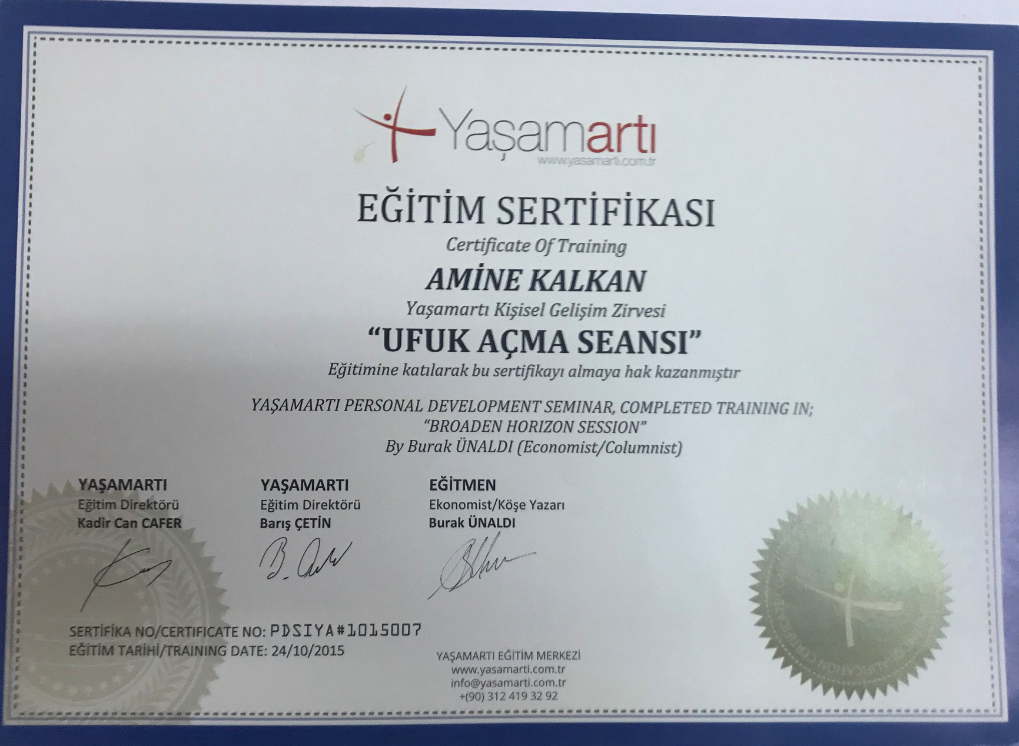 Yaşamartı
www.yasamarti.com.tr
EĞİTİM SERTİFİKASI
Certificate Of Training
AMİNE KALKAN
Yaşamartı Kişisel Gelişim Zirvesi
“UFUK AÇMA SEANSI”
Eğitimine katılarak bu sertifikayı almaya hak kazanmıştır
YAŞAMARTI PERSONAL DEVELOPMENT SEMINAR, COMPLETED TRAINING IN;
“BROADEN HORIZON SESSION”
By Burak ÜNALDI (Economist/Columnist)
YAŞAMARTI YAŞAMARTI EĞİTMEN
Eğitim Direktörü Eğitim Direktörü Ekonomist/Köşe Yazarı
Kadir Can CAFER Barış ÇETİN Burak ÜNALDI
SERTİFİKA NO/CERTIFICATE NO: PDSIYA#1015007
EĞİTİM TARİHİ/TRAINING DATE: 24/10/2015
YAŞAMARTI EĞİTİM MERKEZİ
www.yasamarti.com.tr
info@yasamarti.com.tr
+(90) 312 419 32 92